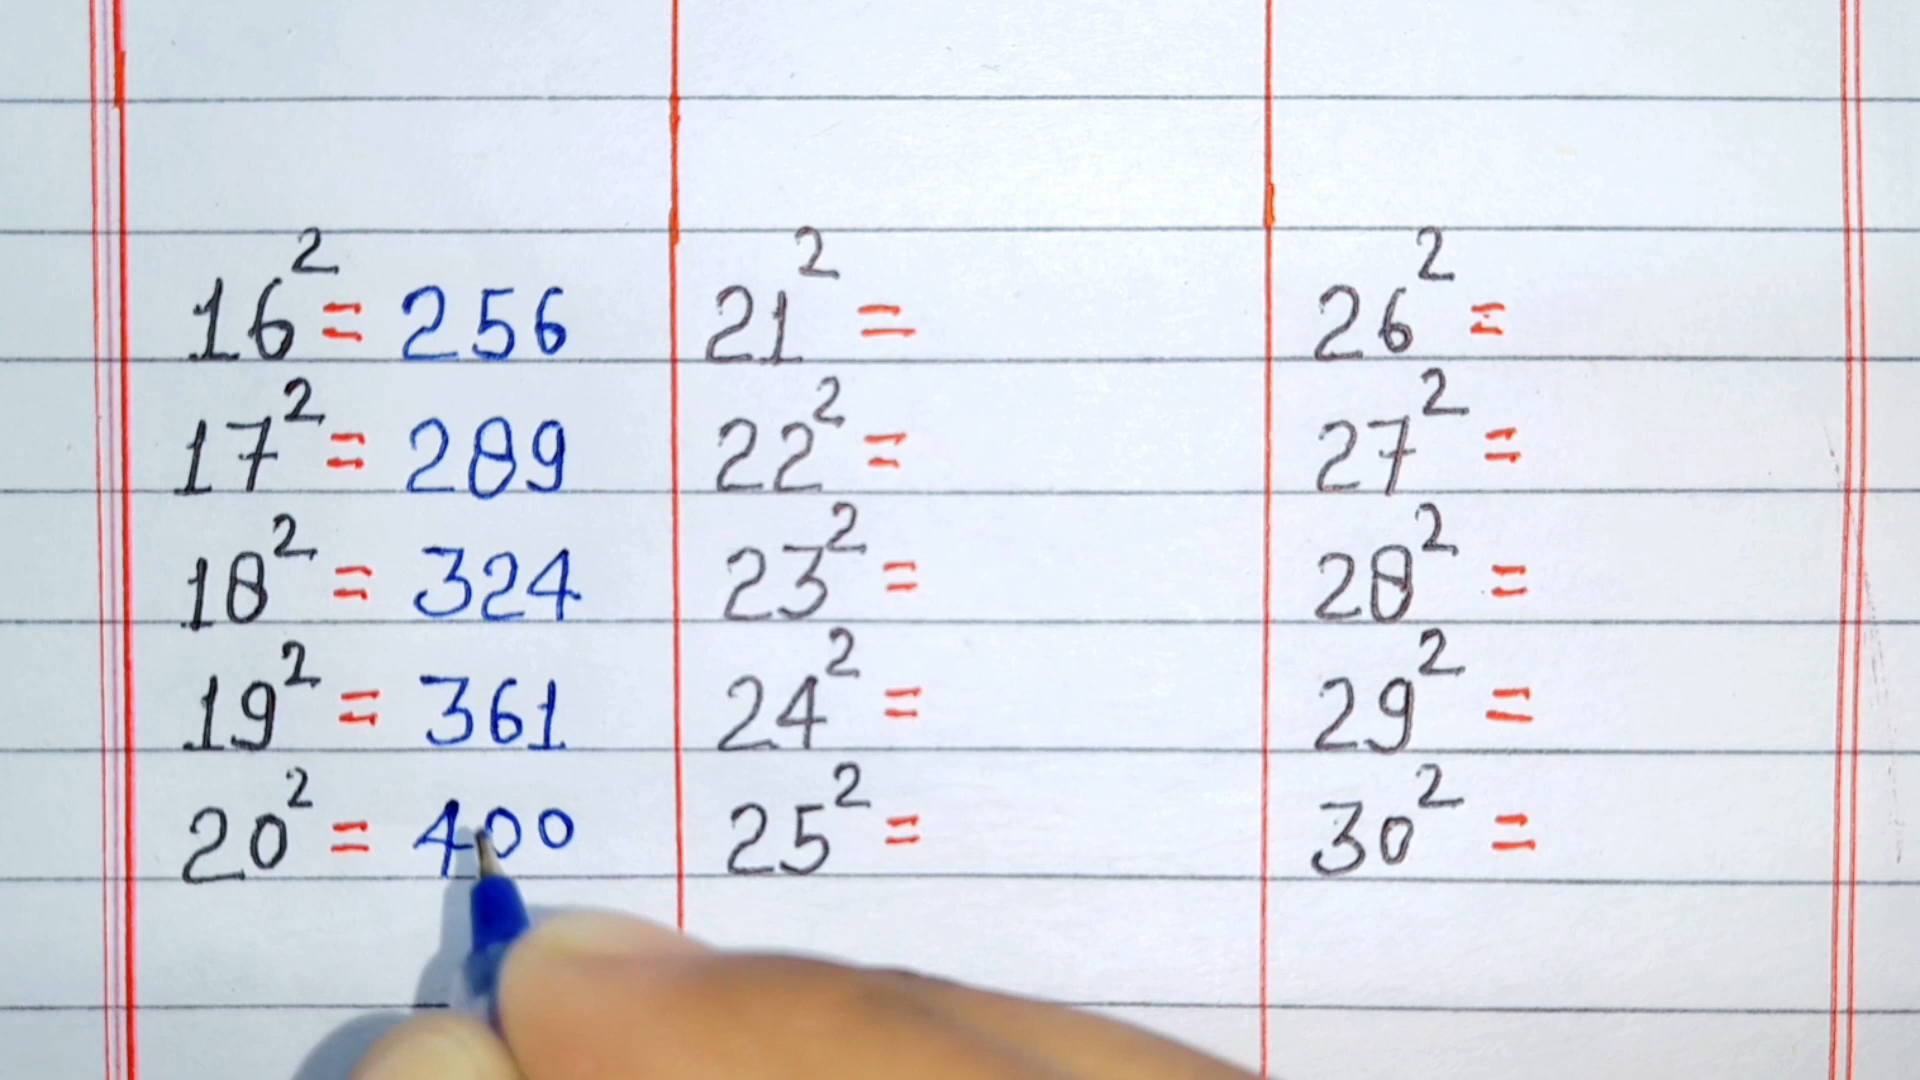 16² = 256
17² = 289
18² = 324
19² = 361
20² = 400
21² =
22² =
23² =
24² =
25² =
26² =
27² =
28² =
29² =
30² =